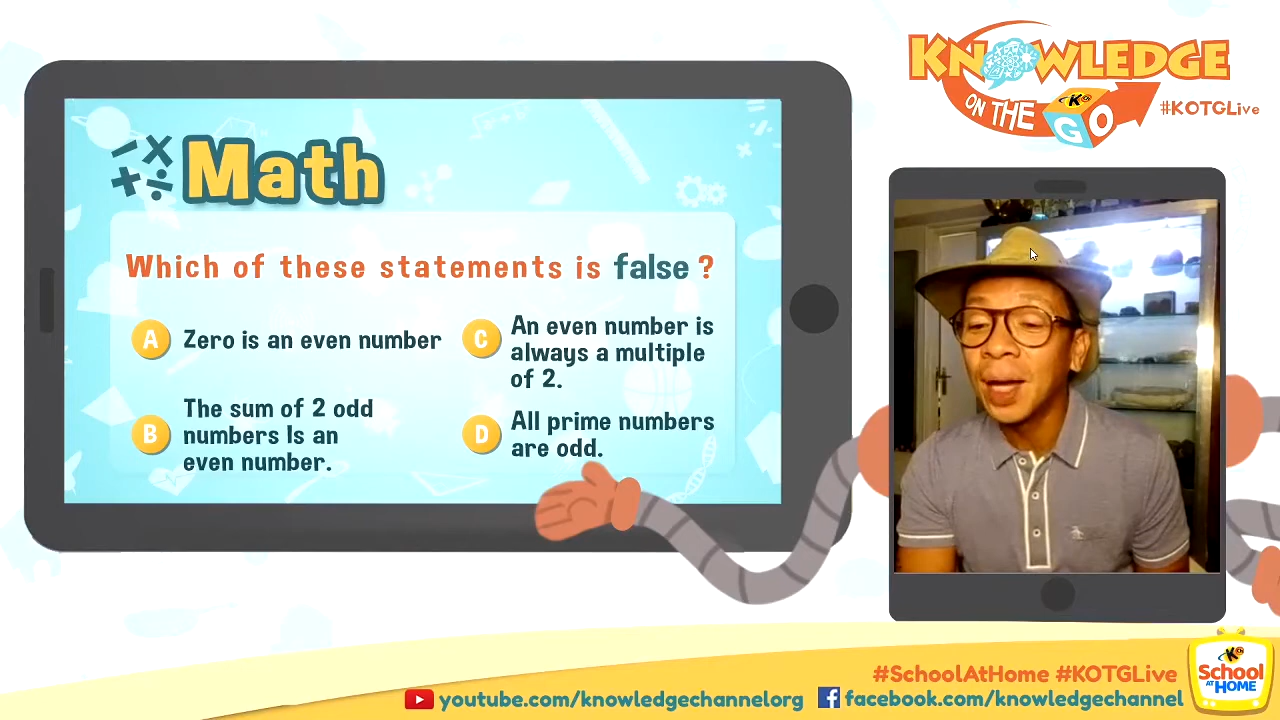 KNOWLEDGE
ON THE GO
#KOTGLive
Math
Which of these statements is false ?
A Zero is an even number
B The sum of 2 odd
numbers Is an
even number.
C An even number is
always a multiple
of 2.
D All prime numbers
are odd.
#SchoolAtHome #KOTGLive
youtube.com/knowledgechannelorg
facebook.com/knowledgechannel
School
AT HOME